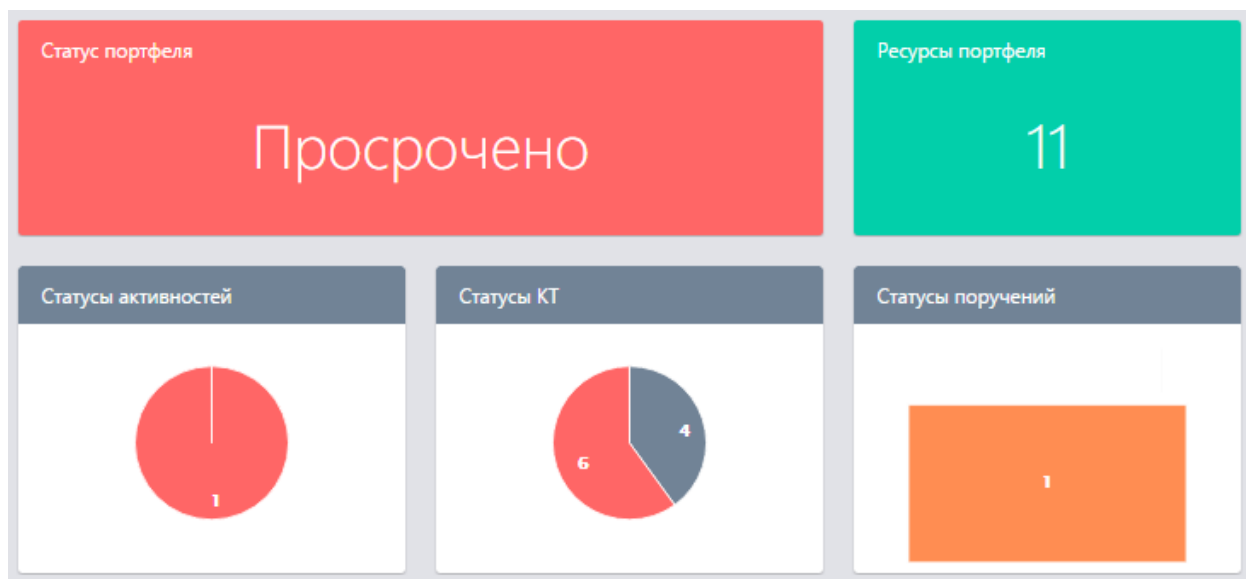 Статус портфеля
Просрочено
Ресурсы портфеля
11
Статусы активностей
1
Статусы КТ
4
6
Статусы поручений
1